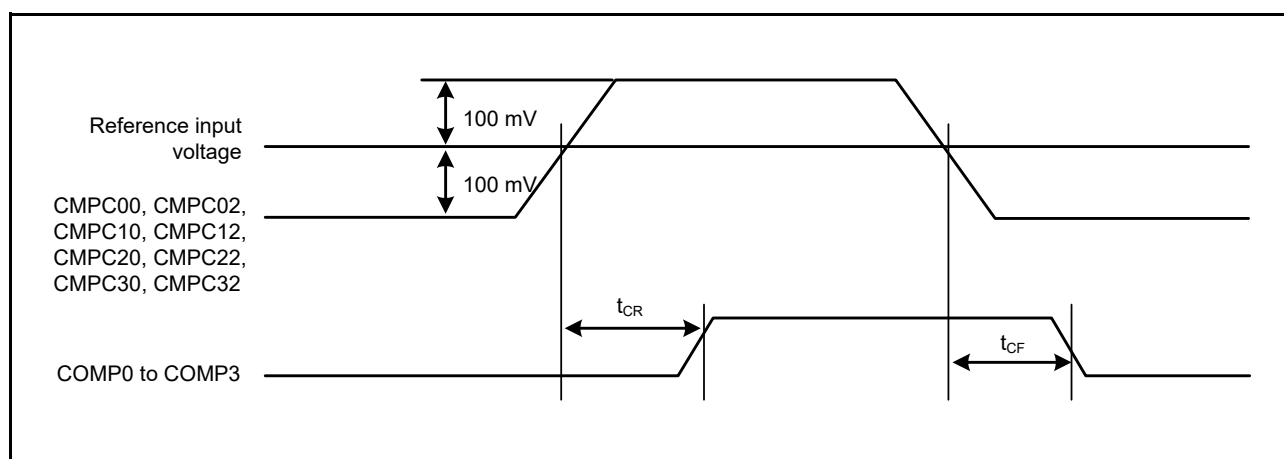 100 mV
Reference input
voltage
100 mV
CMPC00, CMPC02,
CMPC10, CMPC12,
CMPC20, CMPC22,
CMPC30, CMPC32
tCR
tCF
COMP0 to COMP3